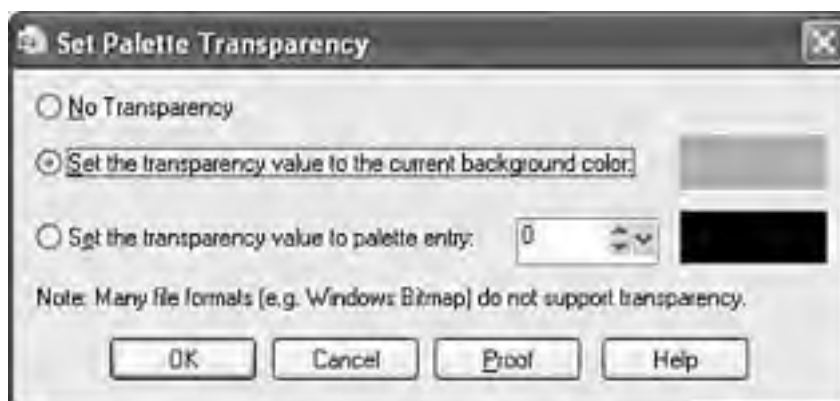 Set Palette Transparency
No Transparency
Set the transparency value to the current background color.
Set the transparency value to palette entry: 0
Note: Many file formats (e.g. Windows Bitmap) do not support transparency.
OK Cancel Proof Help